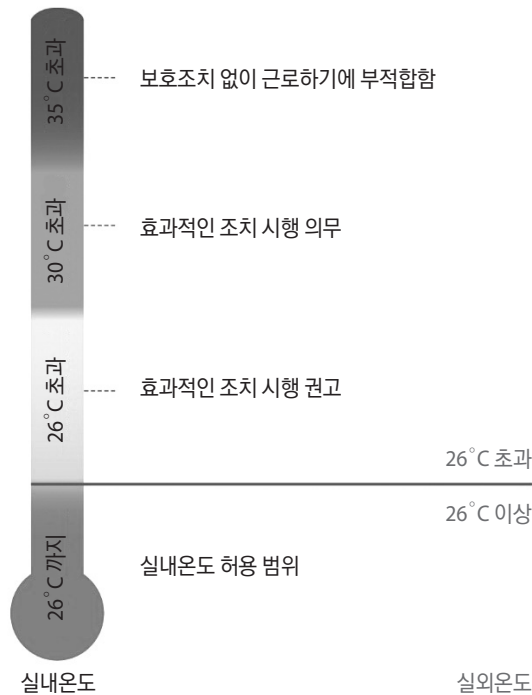 35°C 초과
보호조치 없이 근로하기에 부적합함
30°C 초과
효과적인 조치 시행 의무
26°C 초과
효과적인 조치 시행 권고
26°C 초과
26°C 이상
26°C 까지
실내온도 허용 범위
실내온도
실외온도